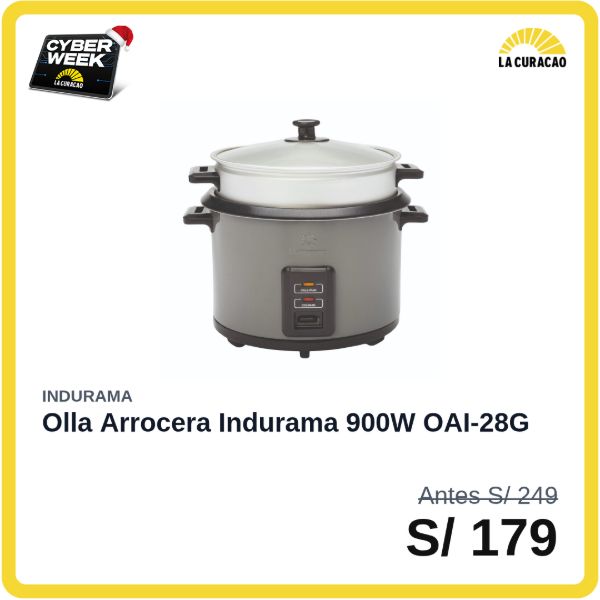 CYBER
WEEK
LA CURACAO
LA CURACAO
INDURAMA
Olla Arrocera Indurama 900W OAI-28G
Antes S/ 249
S/ 179